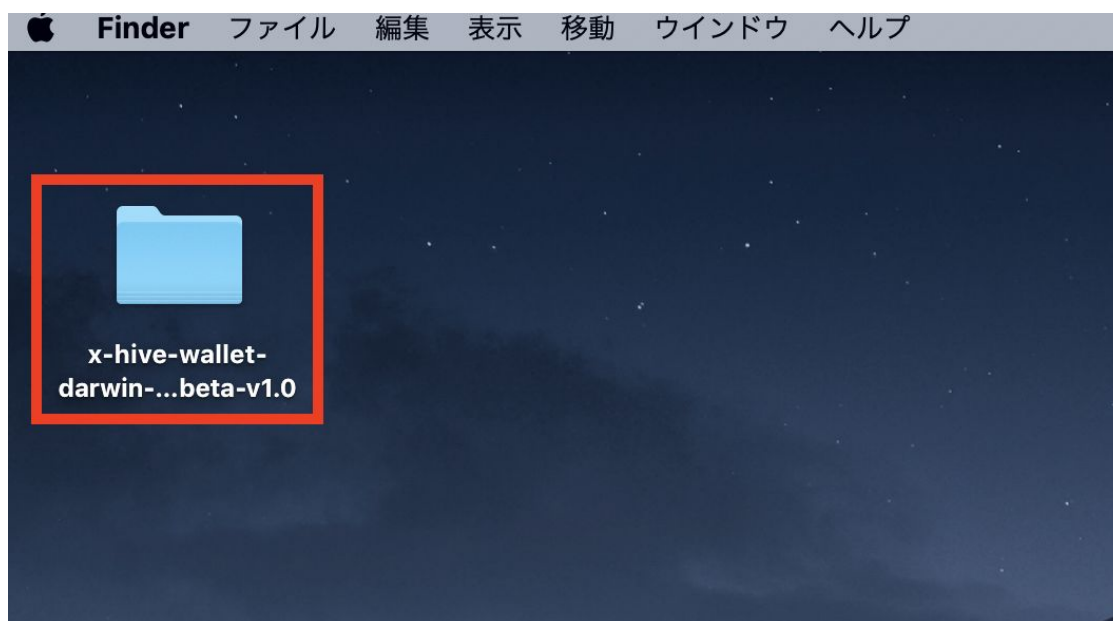 Finder ファイル 編集 表示 移動 ウインドウ ヘルプ
x-hive-wallet-
darwin-...beta-v1.0